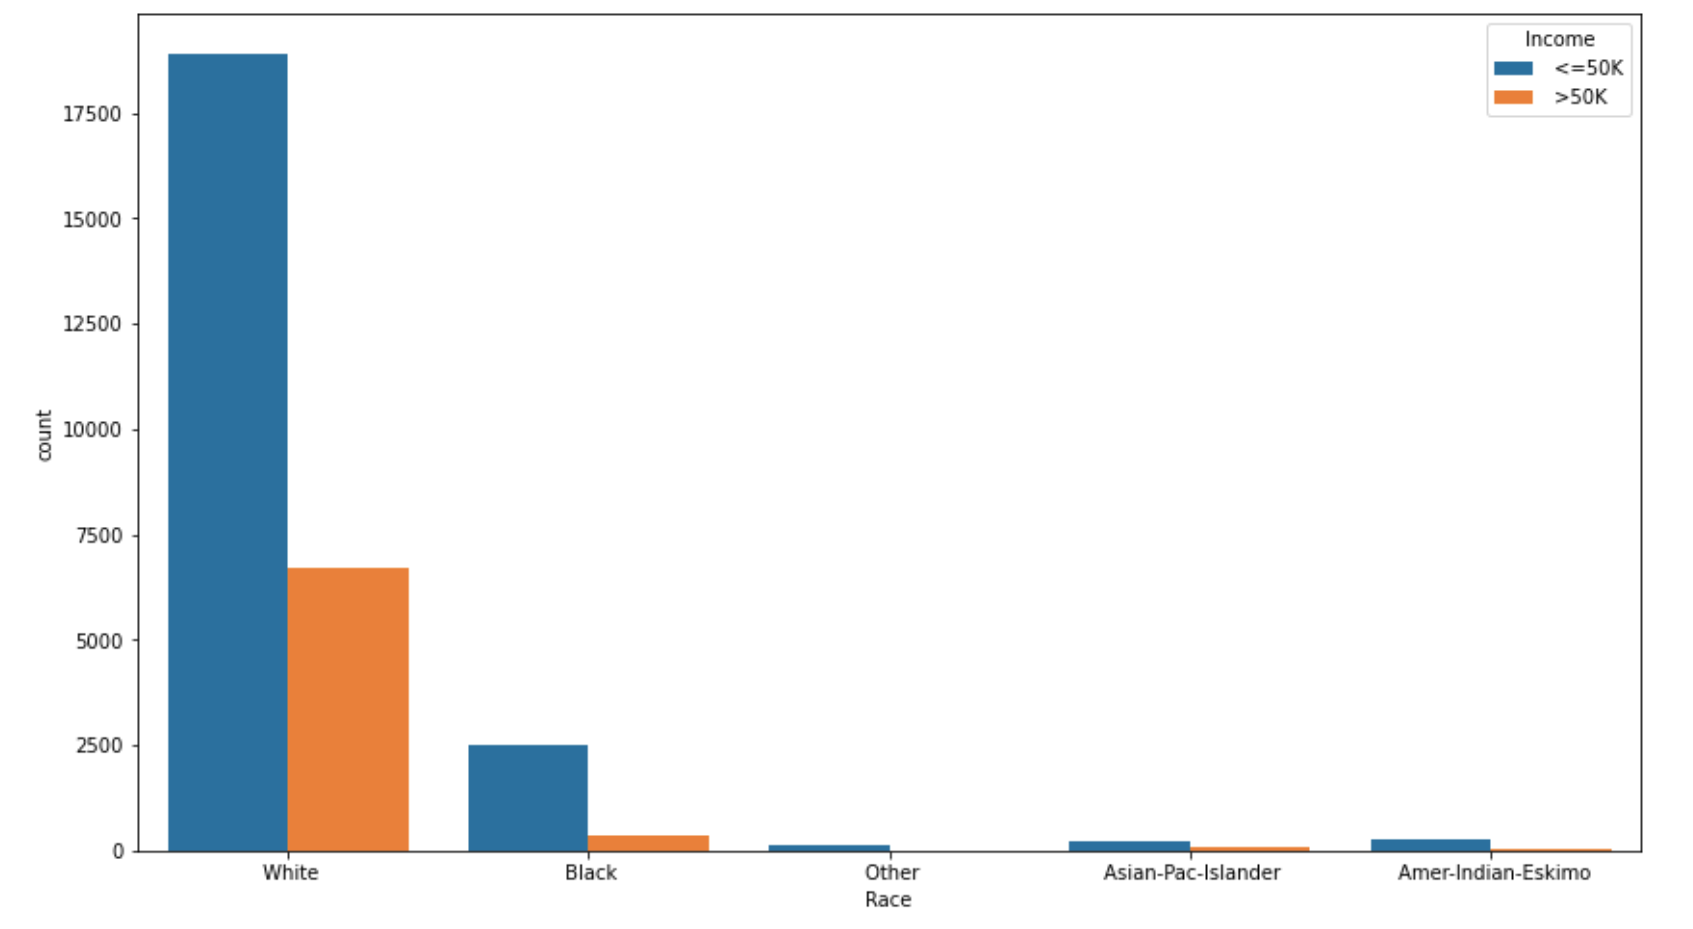 Income
<=50K
>50K
17500
15000
12500
10000
7500
5000
2500
0
count
White Black Other Asian-Pac-Islander Amer-Indian-Eskimo
Race